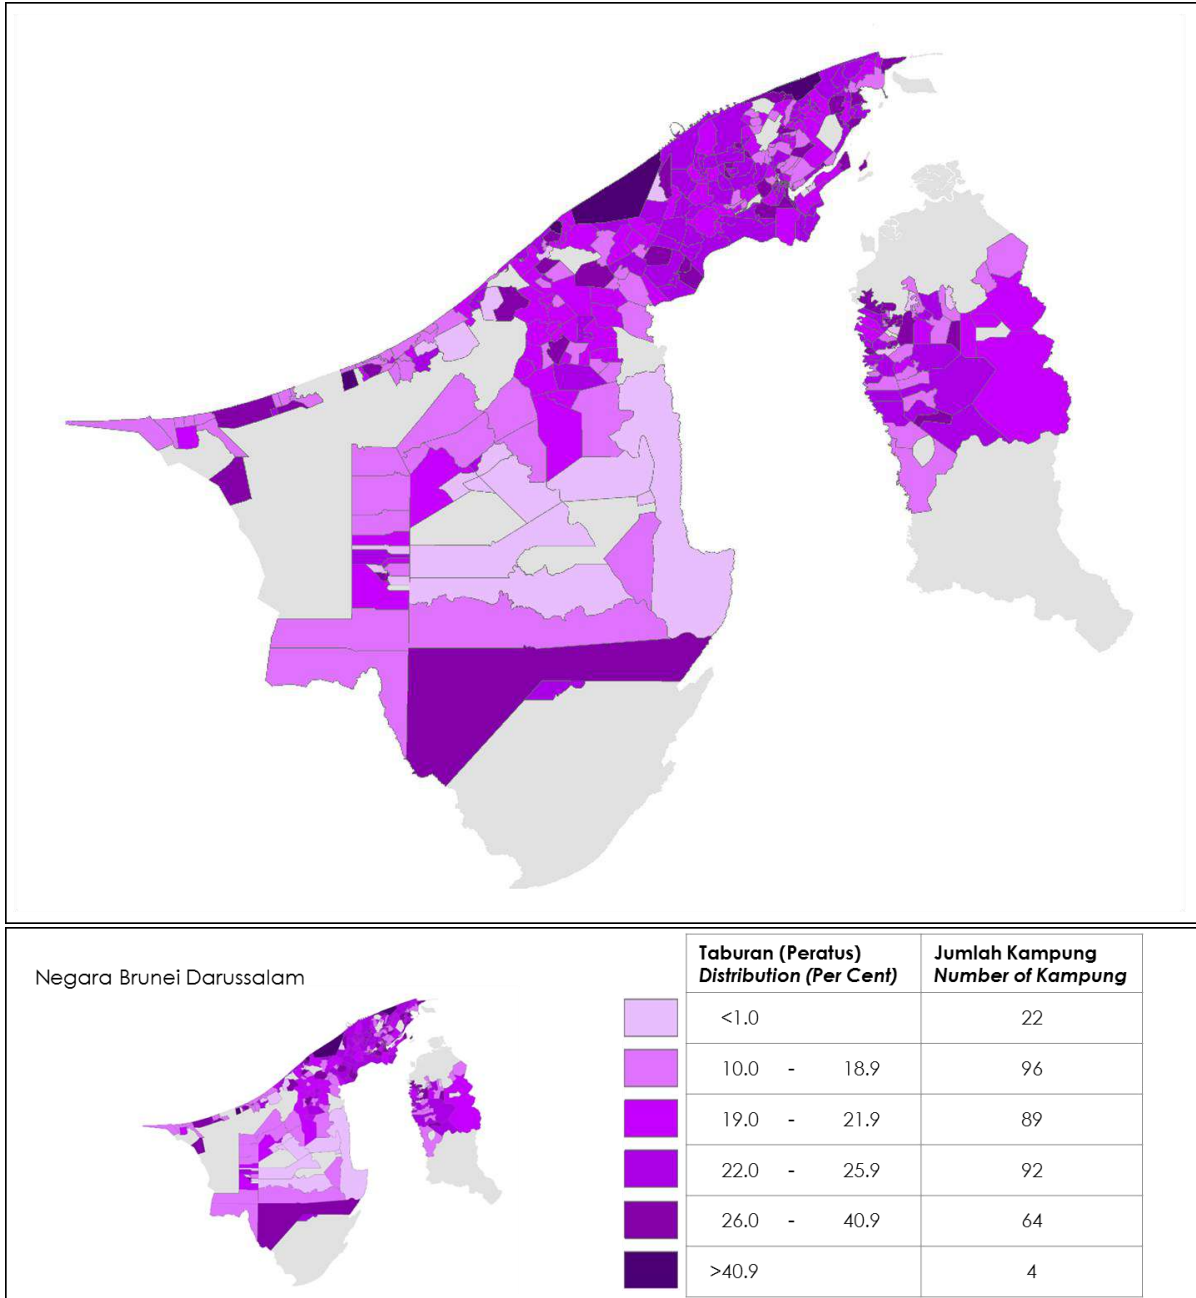 Negara Brunei Darussalam
Taburan (Peratus) Jumlah Kampung
Distribution (Per Cent) Number of Kampung
<1.0 22
10.0 - 18.9 96
19.0 - 21.9 89
22.0 - 25.9 92
26.0 - 40.9 64
>40.9 4